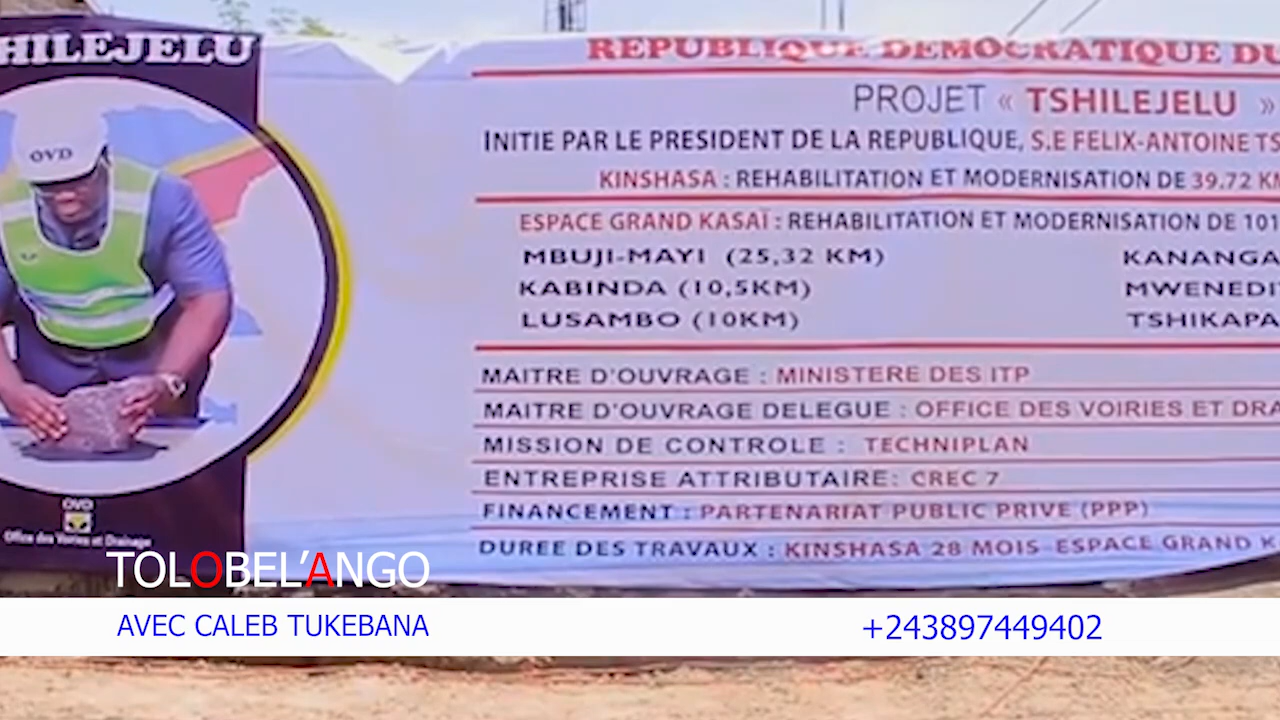 HILEJELU
OVD
OVD
Office des Voiries et Drainage
REPUBLIQUE DEMOCRATIQUE DU
PROJET « TSHILEJELU »
INITIE PAR LE PRESIDENT DE LA REPUBLIQUE, S.E FELIX-ANTOINE TS
KINSHASA : REHABILITATION ET MODERNISATION DE 39.72 KM
ESPACE GRAND KASAÏ : REHABILITATION ET MODERNISATION DE 101
MBUJI-MAYI (25,32 KM) KANANGA
KABINDA (10,5KM) MWENEDIT
LUSAMBO (10KM) TSHIKAPA
MAITRE D'OUVRAGE : MINISTERE DES ITP
MAITRE D'OUVRAGE DELEGUE : OFFICE DES VOIRIES ET DRA
MISSION DE CONTROLE : TECHNIPLAN
ENTREPRISE ATTRIBUTAIRE: CREC 7
FINANCEMENT : PARTENARIAT PUBLIC PRIVE (PPP)
DUREE DES TRAVAUX : KINSHASA 28 MOIS ESPACE GRAND K
TOLOBEL'ANGO
AVEC CALEB TUKEBANA
+243897449402